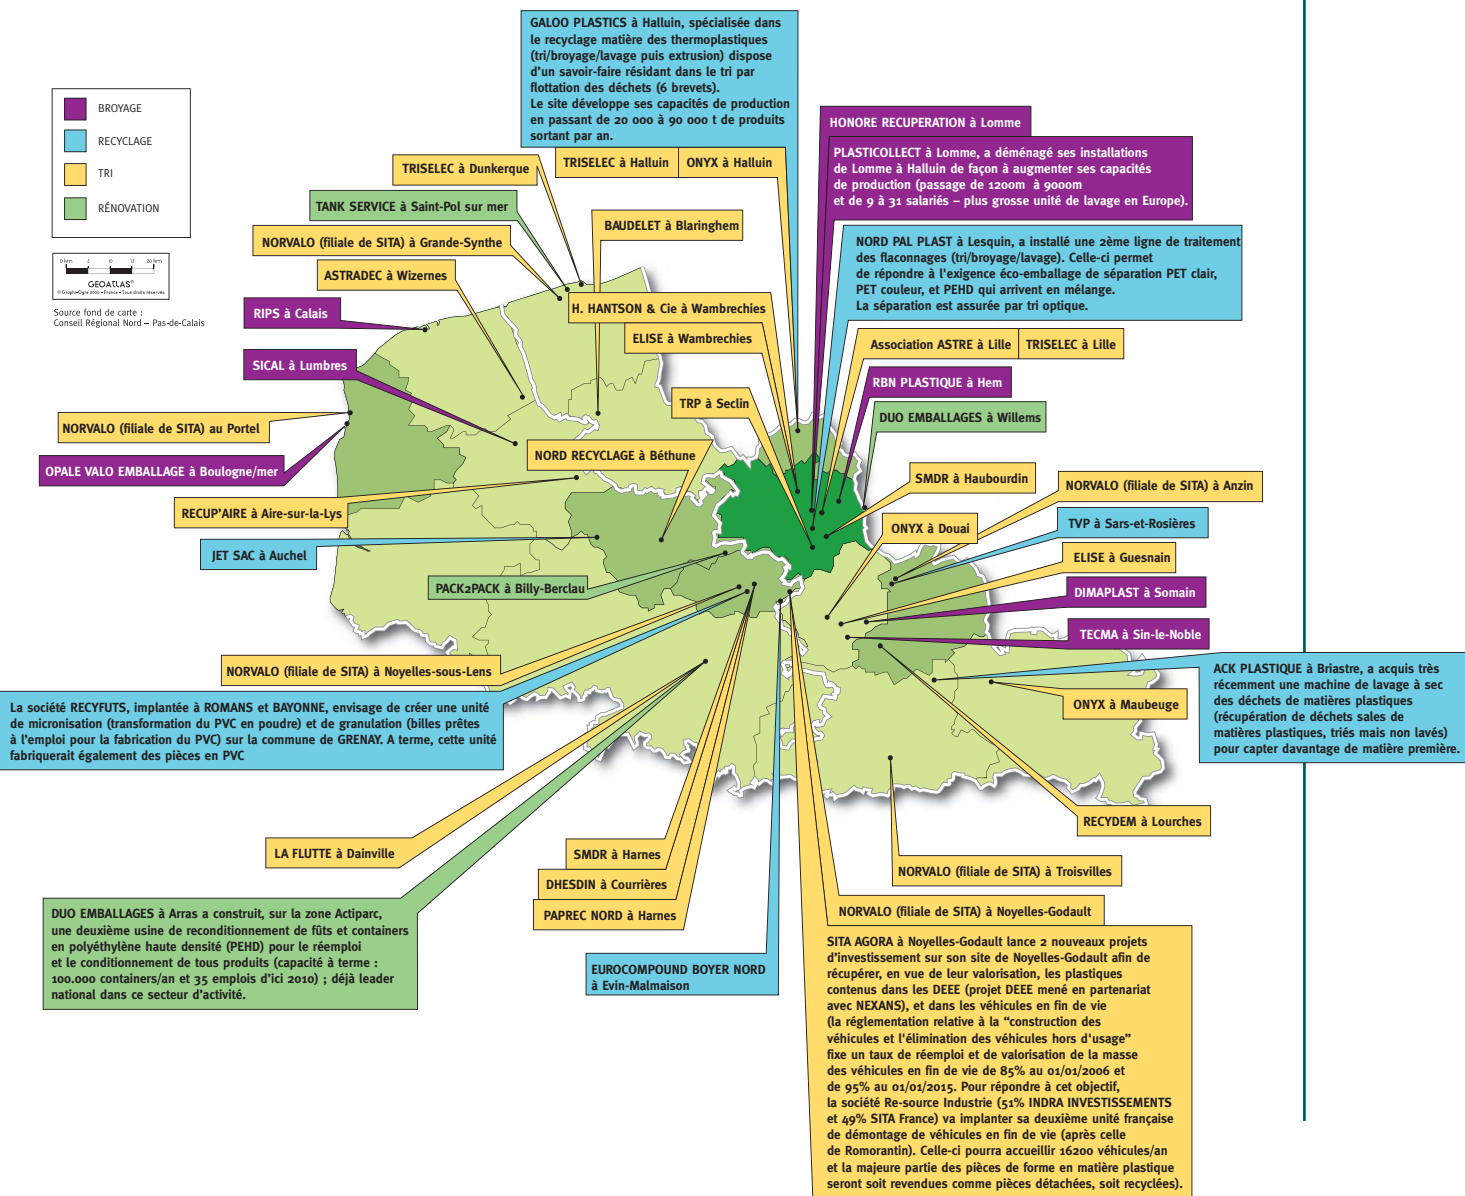 GALOO PLASTICS à Halluin, spécialisée dans
le recyclage matière des thermoplastiques
(tri/broyage/lavage puis extrusion) dispose
d'un savoir-faire résidant dans le tri par
flottation des déchets (6 brevets).
Le site développe ses capacités de production
en passant de 20 000 à 90 000 t de produits
sortant par an.
BROYAGE
RECYCLAGE
TRI
RÉNOVATION
0 km 5 10 15 20 km
GEOATLAS®
Source fond de carte :
Conseil Régional Nord – Pas-de-Calais
HONORE RECUPERATION à Lomme
PLASTICOLLECT à Lomme, a déménagé ses installations
de Lomme à Halluin de façon à augmenter ses capacités
de production (passage de 1200m à 9000m
et de 9 à 31 salariés – plus grosse unité de lavage en Europe).
TRISELEC à Halluin
ONYX à Halluin
TRISELEC à Dunkerque
TANK SERVICE à Saint-Pol sur mer
BAUDELET à Blaringhem
NORVALO (filiale de SITA) à Grande-Synthe
ASTRADEC à Wizernes
NORD PAL PLAST à Lesquin, a installé une 2ème ligne de traitement
des flaconnages (tri/broyage/lavage). Celle-ci permet
de répondre à l'exigence éco-emballage de séparation PET clair,
PET couleur, et PEHD qui arrivent en mélange.
La séparation est assurée par tri optique.
RIPS à Calais
H. HANTSON & Cie à Wambrechies
ELISE à Wambrechies
Association ASTRE à Lille
TRISELEC à Lille
SICAL à Lumbres
RBN PLASTIQUE à Hem
TRP à Seclin
DUO EMBALLAGES à Willems
NORVALO (filiale de SITA) au Portel
NORD RECYCLAGE à Béthune
OPALE VALO EMBALLAGE à Boulogne/mer
SMDR à Haubourdin
NORVALO (filiale de SITA) à Anzin
RECUP'AIRE à Aire-sur-la-Lys
ONYX à Douai
TVP à Sars-et-Rosières
JET SAC à Auchel
ELISE à Guesnain
PACK2PACK à Billy-Berclau
DIMAPLAST à Somain
TECMA à Sin-le-Noble
NORVALO (filiale de SITA) à Noyelles-sous-Lens
ACK PLASTIQUE à Briastre, a acquis très
récemment une machine de lavage à sec
des déchets de matières plastiques
(récupération de déchets sales de
matières plastiques, triés mais non lavés)
pour capter davantage de matière première.
ONYX à Maubeuge
La société RECYFUTS, implantée à ROMANS et BAYONNE, envisage de créer une unité
de micronisation (transformation du PVC en poudre) et de granulation (billes prêtes
à l'emploi pour la fabrication du PVC) sur la commune de GRENAY. A terme, cette unité
fabriquerait également des pièces en PVC
RECYDEM à Lourches
LA FLUTTE à Dainville
SMDR à Harnes
DHESDIN à Courrières
PAPREC NORD à Harnes
NORVALO (filiale de SITA) à Troisvilles
NORVALO (filiale de SITA) à Noyelles-Godault
DUO EMBALLAGES à Arras a construit, sur la zone Actiparc,
une deuxième usine de reconditionnement de fûts et containers
en polyéthylène haute densité (PEHD) pour le réemploi
et le conditionnement de tous produits (capacité à terme :
100.000 containers/an et 35 emplois d'ici 2010) ; déjà leader
national dans ce secteur d'activité.
EUROCOMPOUND BOYER NORD
à Evin-Malmaison
SITA AGORA à Noyelles-Godault lance 2 nouveaux projets
d'investissement sur son site de Noyelles-Godault afin de
récupérer, en vue de leur valorisation, les plastiques
contenus dans les DEEE (projet DEEE mené en partenariat
avec NEXANS), et dans les véhicules en fin de vie
(la réglementation relative à la "construction des
véhicules et l'élimination des véhicules hors d'usage"
fixe un taux de réemploi et de valorisation de la masse
des véhicules en fin de vie de 85% au 01/01/2006 et
de 95% au 01/01/2015. Pour répondre à cet objectif,
la société Re-source Industrie (51% INDRA INVESTISSEMENTS
et 49% SITA France) va implanter sa deuxième unité française
de démontage de véhicules en fin de vie (après celle
de Romorantin). Celle-ci pourra accueillir 16200 véhicules/an
et la majeure partie des pièces de forme en matière plastique
seront soit revendues comme pièces détachées, soit recyclées).